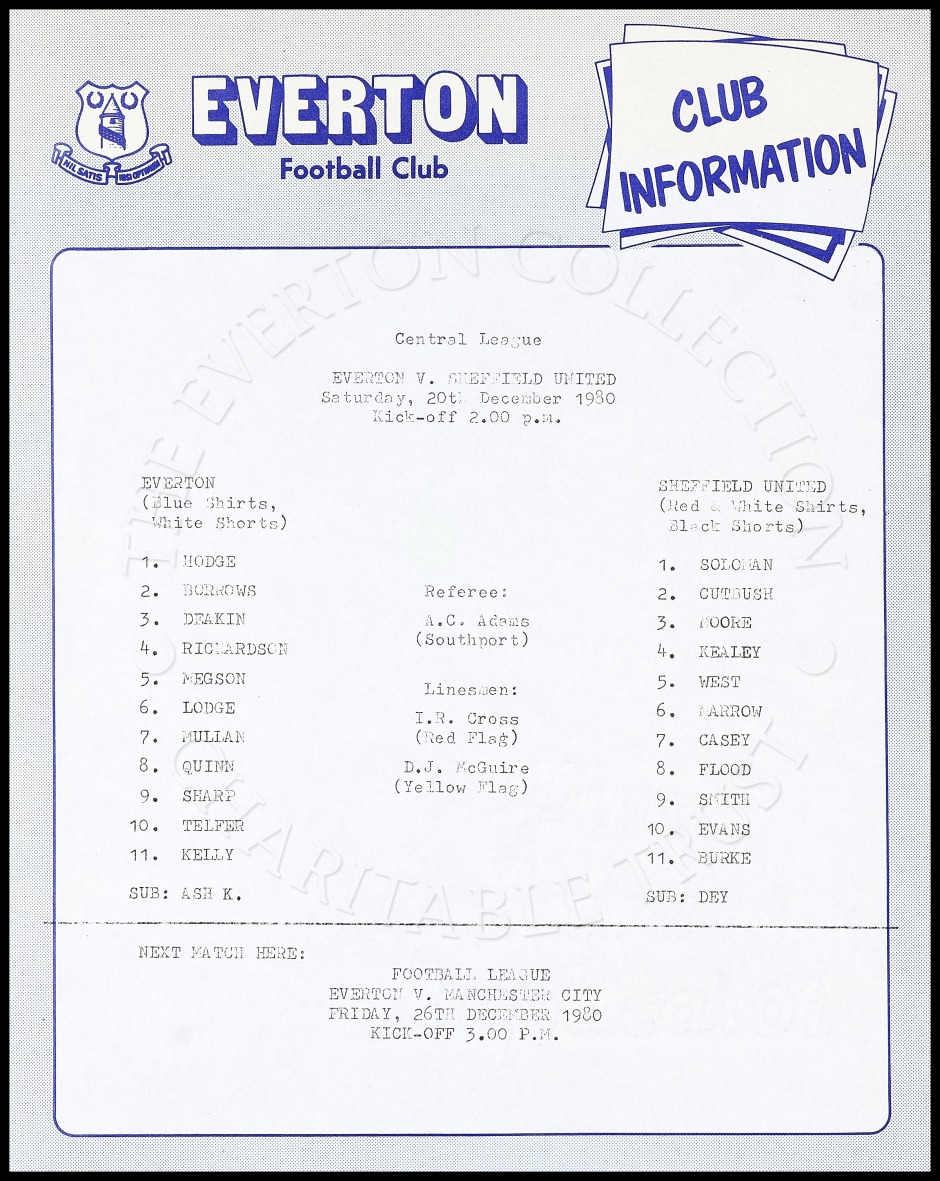 EVERTON
Football Club
NIL SATIS NISI OPTIMUM
CLUB
INFORMATION
THE EVERTON COLLECTION
CHARITABLE TRUST
Central League
EVERTON V. SHEFFIELD UNITED
Saturday, 20th December 1980
Kick-off 2.00 p.m.
EVERTON
(Blue Shirts,
White Shorts)
1. HODGE
2. BORROWS
3. DEAKIN
4. RICHARDSON
5. MEGSON
6. LODGE
7. MULLAN
8. QUINN
9. SHARP
10. TELFER
11. KELLY
SUB: ASH K.
Referee:
A.C. Adams
(Southport)
Linesmen:
I.R. Cross
(Red Flag)
D.J. McGuire
(Yellow Flag)
SHEFFIELD UNITED
(Red & White Shirts,
Black Shorts)
1. SOLOMAN
2. CUTBUSH
3. MOORE
4. KEALEY
5. WEST
6.
7. CASEY
8. FLOOD
9. SMITH
10. EVANS
11. BURKE
SUB: DEY
NEXT MATCH HERE:
FOOTBALL LEAGUE
EVERTON V. MANCHESTER CITY
FRIDAY, 26TH DECEMBER 1980
KICK-OFF 3.00 P.M.